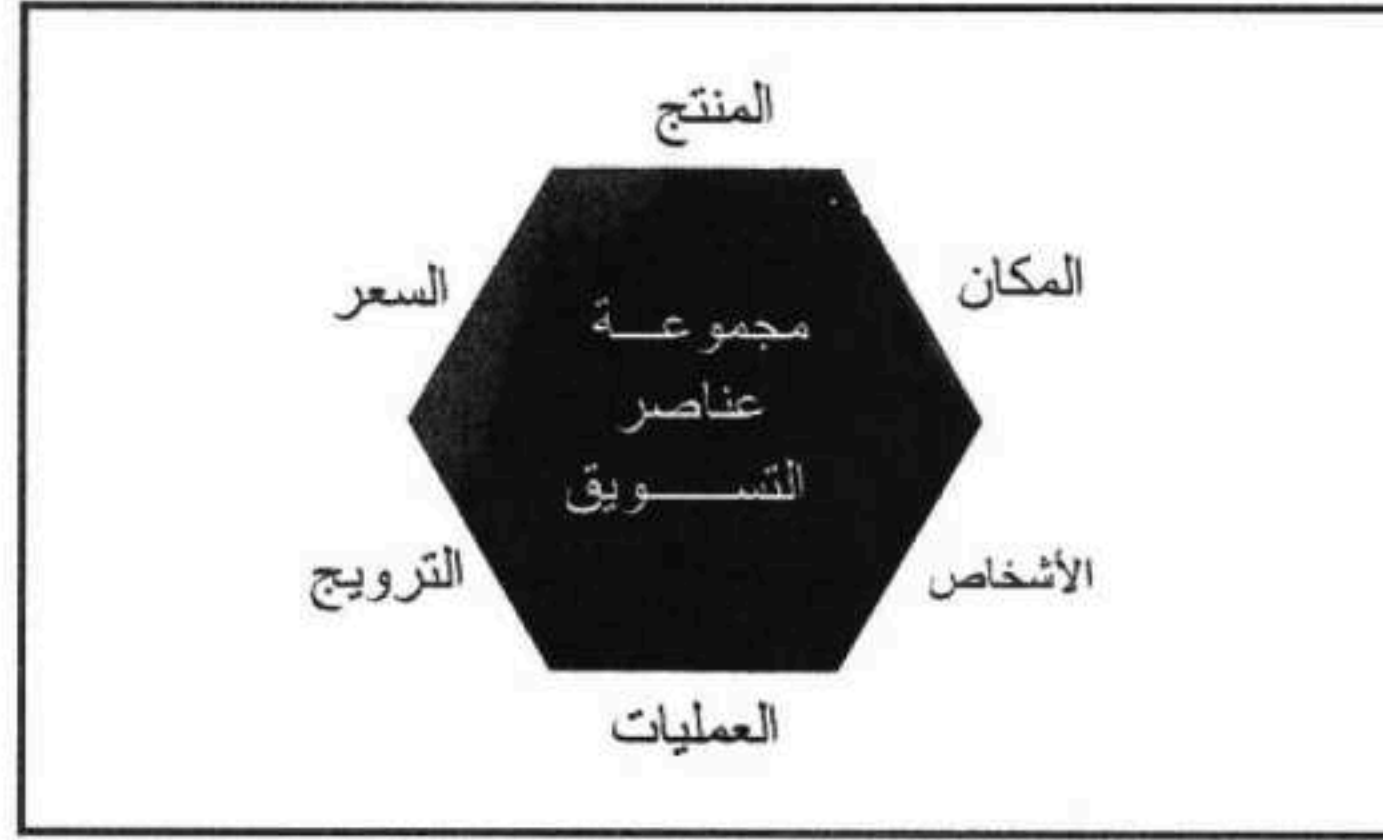 المنتج
المكان
السعر
مجموعة
عناصر
التسويق
الأشخاص
الترويج
العمليات